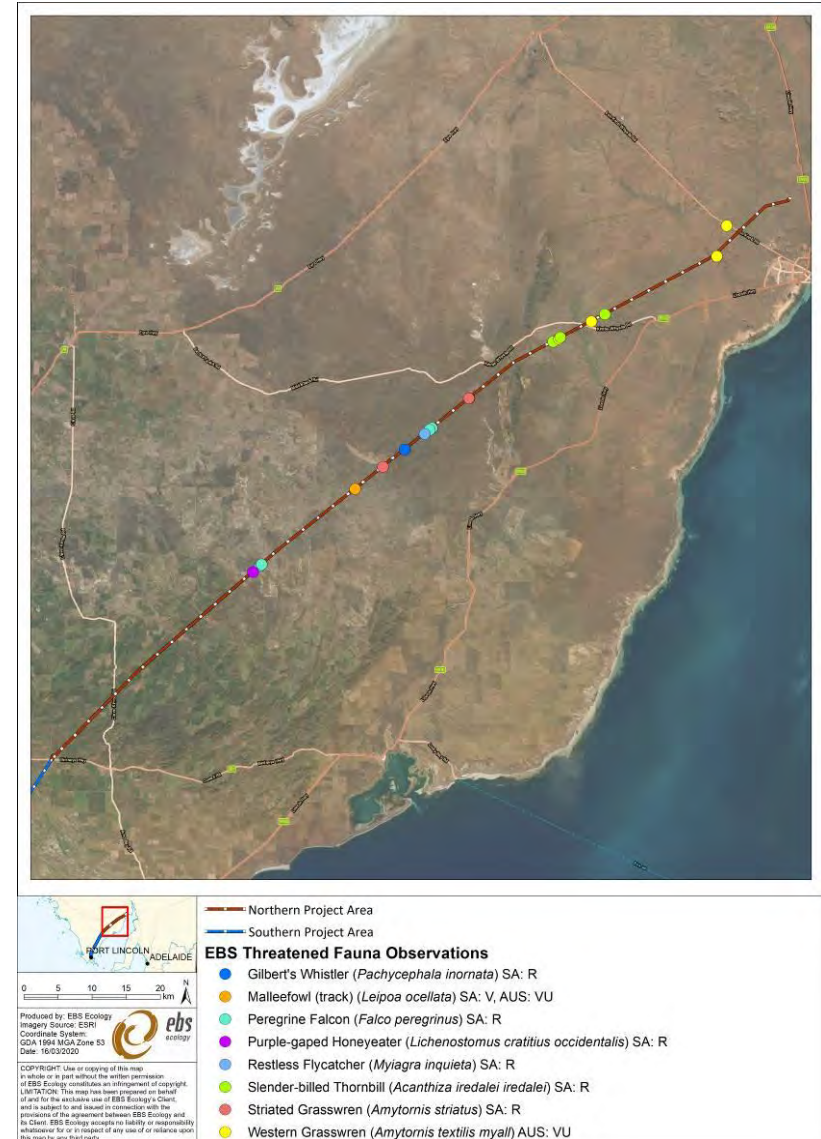 PORT LINCOLN
ADELAIDE
0 5 10 15 20
km
N
Produced by: EBS Ecology
Imagery Source: ESRI
Coordinate System:
GDA 1994 MGA Zone 53
Date: 16/03/2020
ebs
ecology
COPYRIGHT: Use or copying of this map
in whole or in part without the written permission
of EBS Ecology constitutes an infringement of copyright.
LIMITATION: This map has been prepared on behalf
of and for the exclusive use of EBS Ecology's Client,
and is subject to and issued in connection with the
provisions of the agreement between EBS Ecology and
its Client. EBS Ecology accepts no liability or responsibility
whatsoever for or in respect of any use of or reliance upon
this map by any third party.
Northern Project Area
Southern Project Area
EBS Threatened Fauna Observations
Gilbert's Whistler (Pachycephala inornata) SA: R
Malleefowl (track) (Leipoa ocellata) SA: V, AUS: VU
Peregrine Falcon (Falco peregrinus) SA: R
Purple-gaped Honeyeater (Lichenostomus cratitius occidentalis) SA: R
Restless Flycatcher (Myiagra inquieta) SA: R
Slender-billed Thornbill (Acanthiza iredalei iredalei) SA: R
Striated Grasswren (Amytornis striatus) SA: R
Western Grasswren (Amytornis textilis myall) AUS: VU